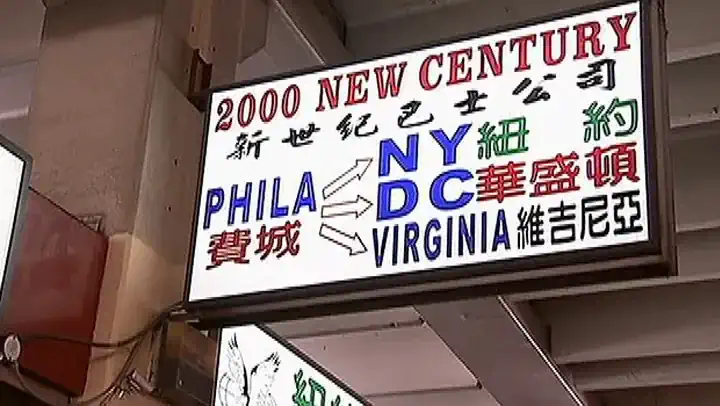 2000 NEW CENTURY
新世紀巴士公司
NY 紐約
PHILA DC 華盛頓
費城 VIRGINIA 維吉尼亞
紐